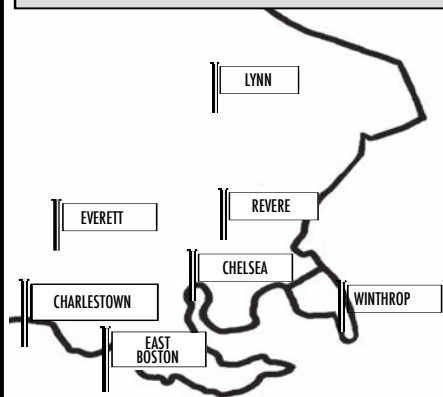 LYNN
REVERE
EVERETT
CHELSEA
CHARLESTOWN
WINTHROP
EAST
BOSTON